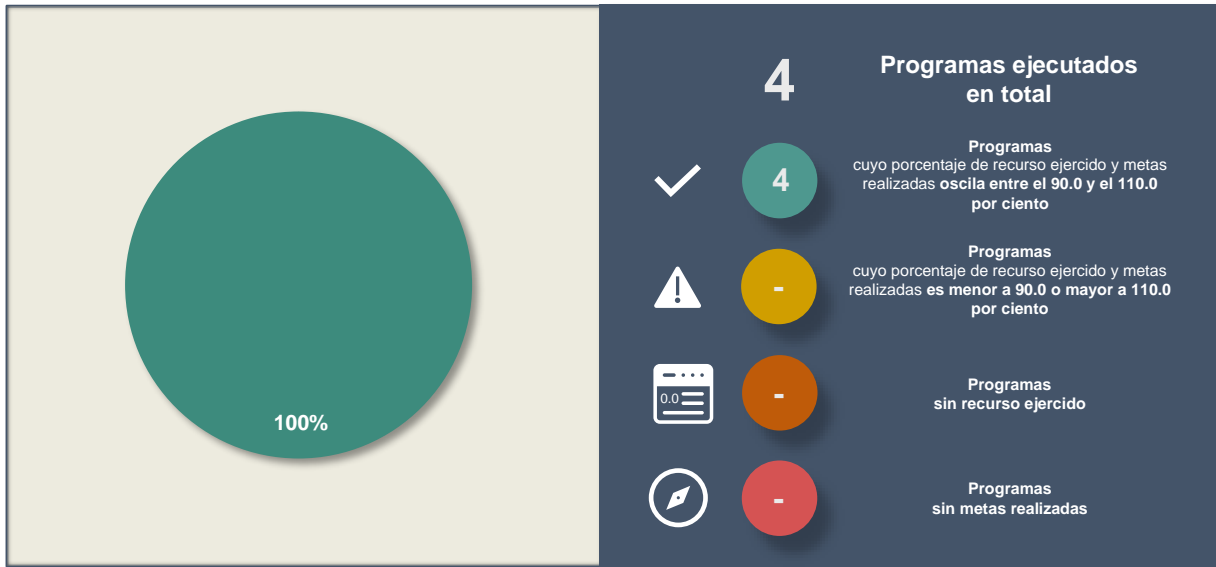 100%
4
Programas ejecutados
en total
4
Programas
cuyo porcentaje de recurso ejercido y metas
realizadas oscila entre el 90.0 y el 110.0
por ciento
-
Programas
cuyo porcentaje de recurso ejercido y metas
realizadas es menor a 90.0 o mayor a 110.0
por ciento
0.0
-
Programas
sin recurso ejercido
-
Programas
sin metas realizadas